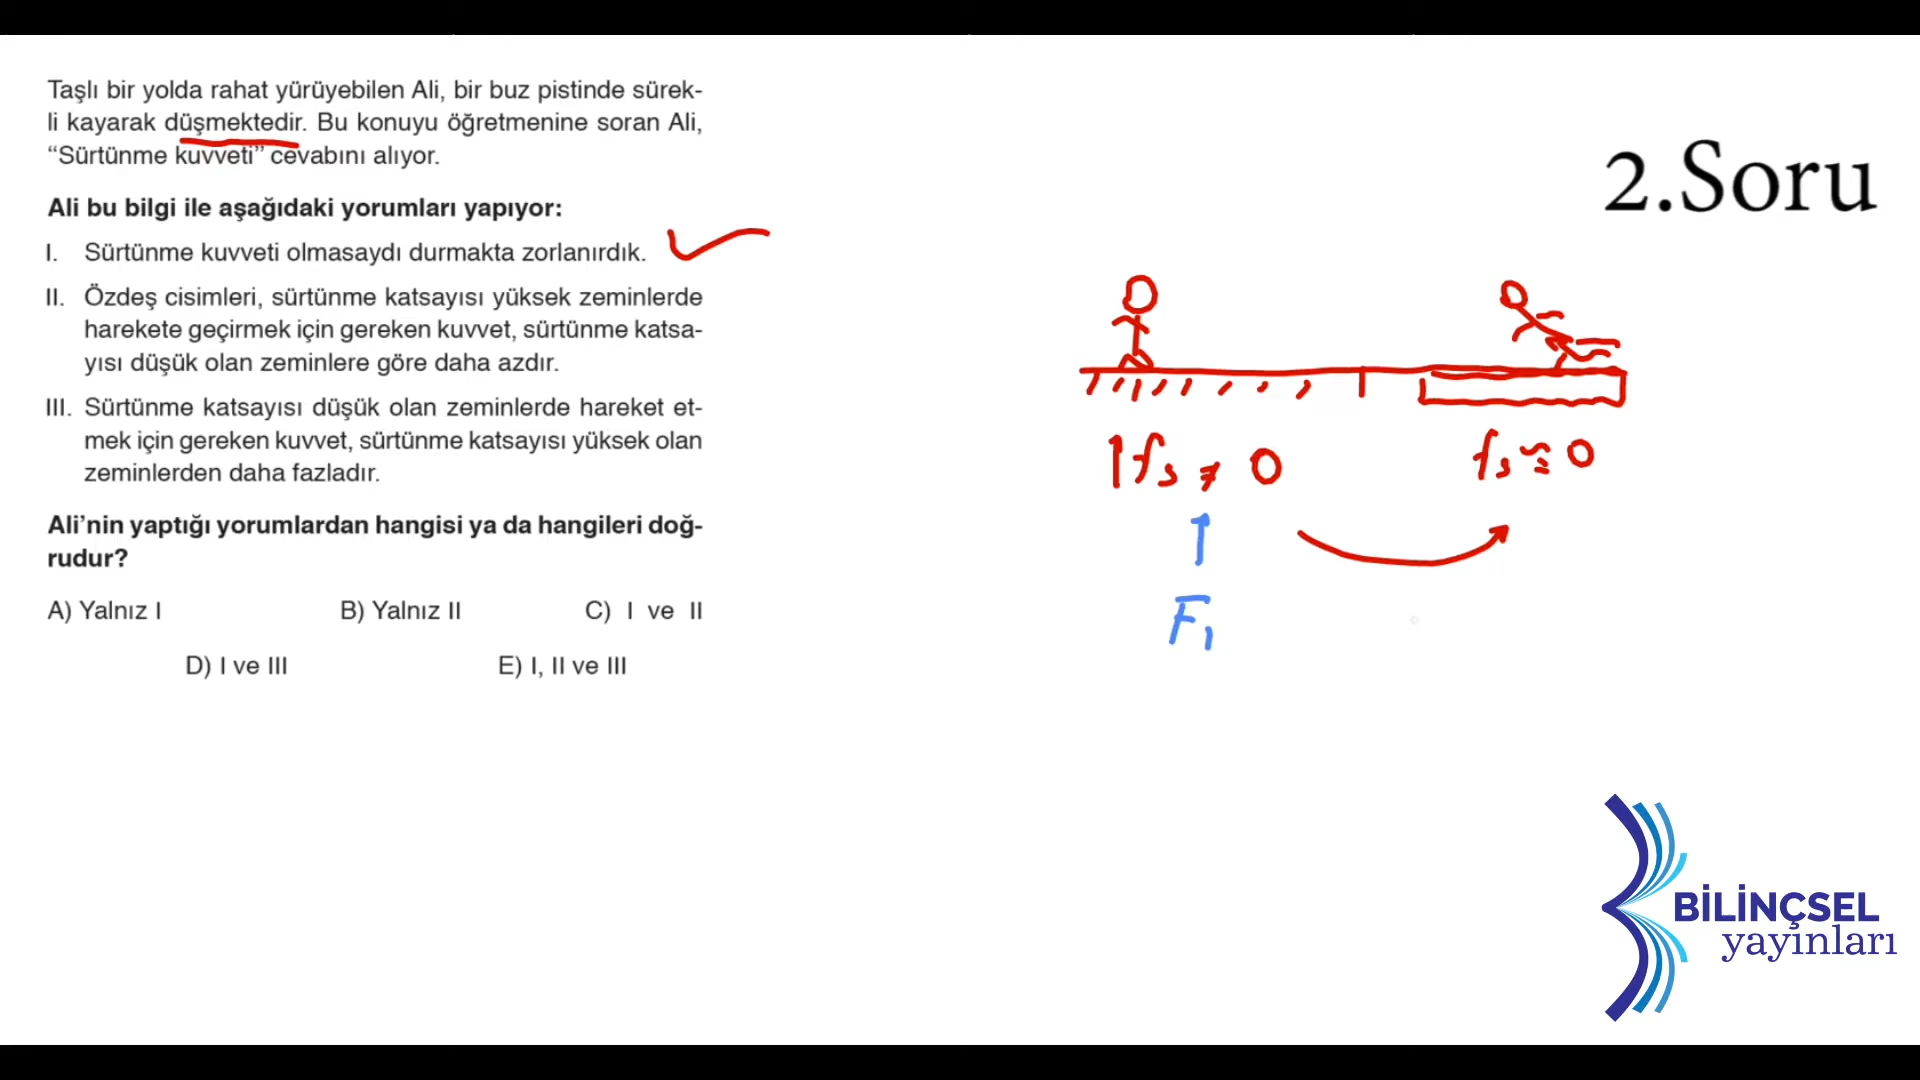 Taşlı bir yolda rahat yürüyebilen Ali, bir buz pistinde sürek-
li kayarak düşmektedir. Bu konuyu öğretmenine soran Ali,
“Sürtünme kuvveti” cevabını alıyor.
Ali bu bilgi ile aşağıdaki yorumları yapıyor:
I. Sürtünme kuvveti olmasaydı durmakta zorlanırdık.
II. Özdeş cisimleri, sürtünme katsayısı yüksek zeminlerde
harekete geçirmek için gereken kuvvet, sürtünme katsa-
yısı düşük olan zeminlere göre daha azdır.
III. Sürtünme katsayısı düşük olan zeminlerde hareket et-
mek için gereken kuvvet, sürtünme katsayısı yüksek olan
zeminlerden daha fazladır.
Ali’nin yaptığı yorumlardan hangisi ya da hangileri doğ-
rudur?
A) Yalnız I B) Yalnız II C) I ve II
D) I ve III E) I, II ve III
2.Soru
↑fs ≠ 0
fs ≅ 0
↑
F1
BİLİNÇSEL
yayınları